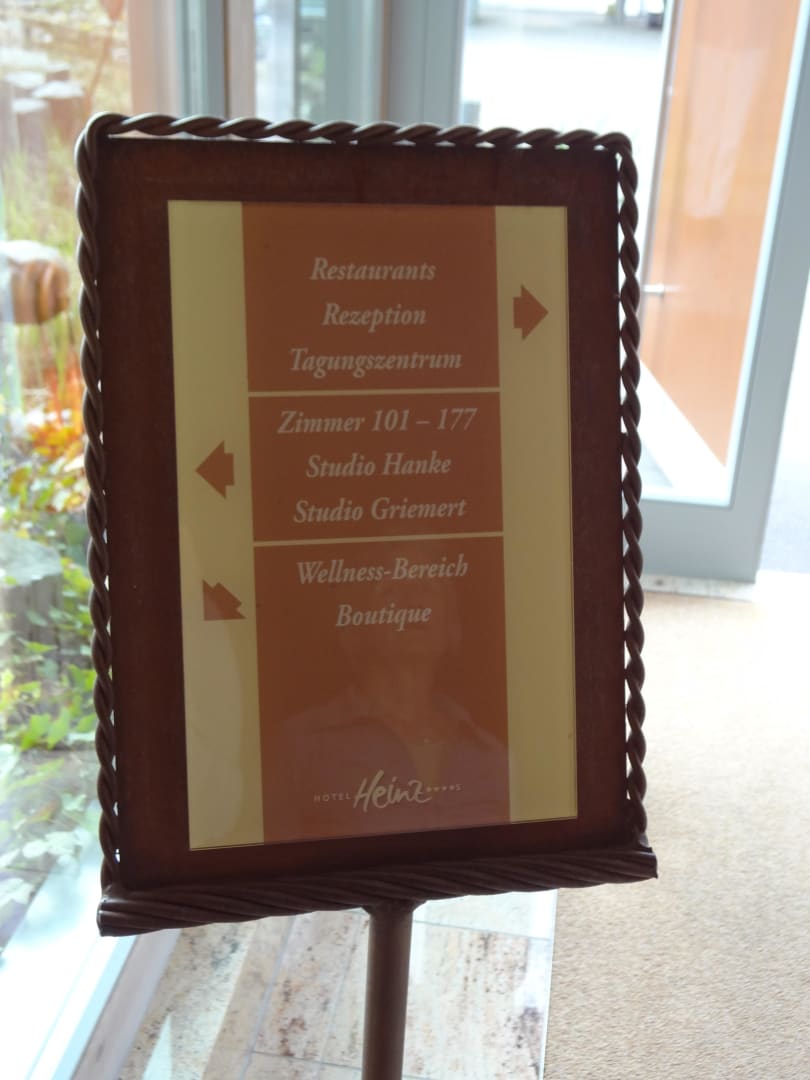 Restaurants
Rezeption
Tagungszentrum
Zimmer 101 – 177
Studio Hanke
Studio Griemert
Wellness-Bereich
Boutique
HOTEL Heinz ****S